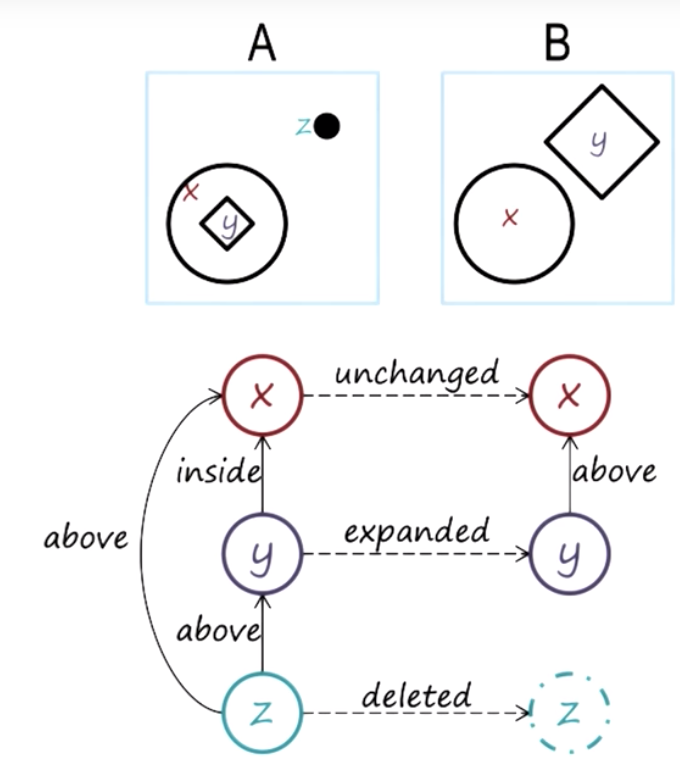 A B
z
x
y
y
x
x unchanged x
inside above
above
y expanded y
above
z deleted z